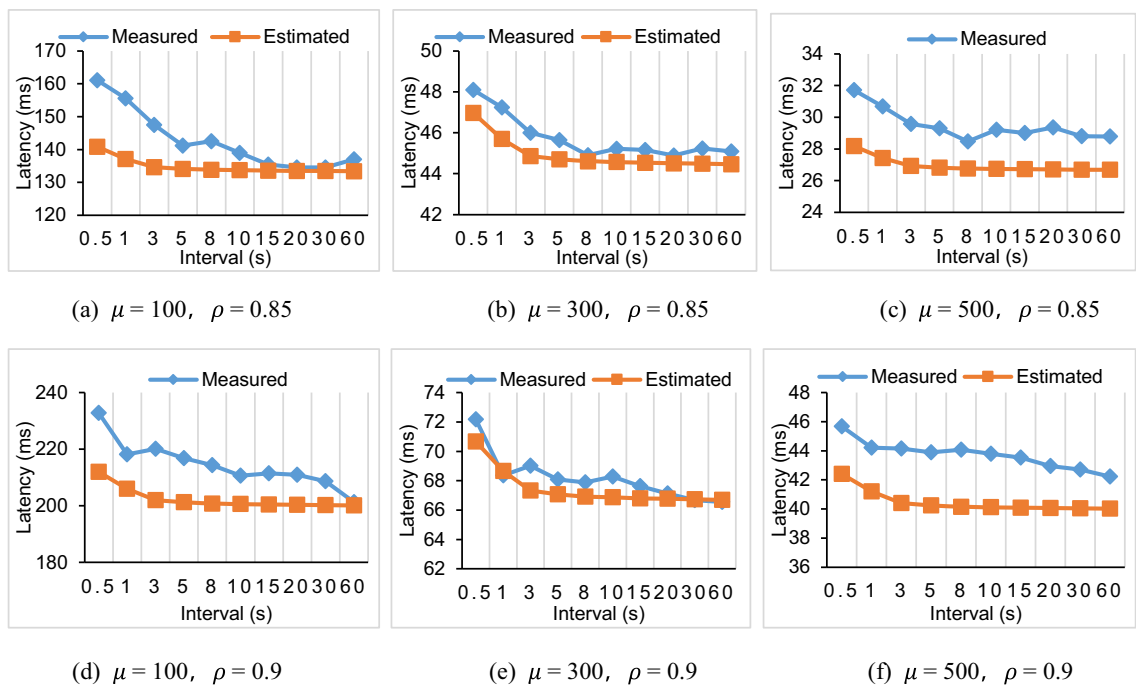 Measured Estimated
170
160
150
140
130
120
Latency (ms)
0.5 1 3 5 8 10 15 20 30 60
Interval (s)
(a) μ = 100, ρ = 0.85
Measured Estimated
50
48
46
44
42
Latency (ms)
0.5 1 3 5 8 10 15 20 30 60
Interval (s)
(b) μ = 300, ρ = 0.85
Measured
34
32
30
28
26
24
Latency (ms)
0.5 1 3 5 8 10 15 20 30 60
Interval (s)
(c) μ = 500, ρ = 0.85
Measured
240
220
200
180
Latency (ms)
0.5 1 3 5 8 10 15 20 30 60
Interval (s)
(d) μ = 100, ρ = 0.9
Measured Estimated
74
72
70
68
66
64
62
Latency (ms)
0.5 1 3 5 8 10 15 20 30 60
Interval (s)
(e) μ = 300, ρ = 0.9
Measured Estimated
48
46
44
42
40
38
36
Latency (ms)
0.5 1 3 5 8 10 15 20 30 60
Interval (s)
(f) μ = 500, ρ = 0.9